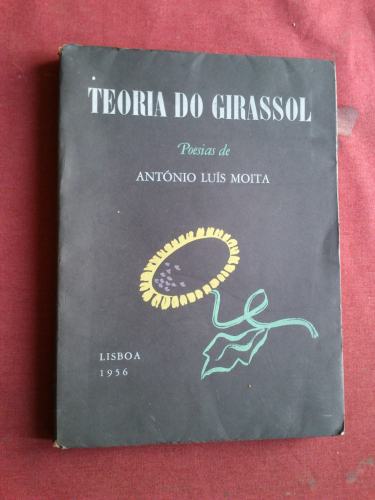 TEORIA DO GIRASSOL
Poesias de
ANTÓNIO LUÍS MOITA
LISBOA
1956